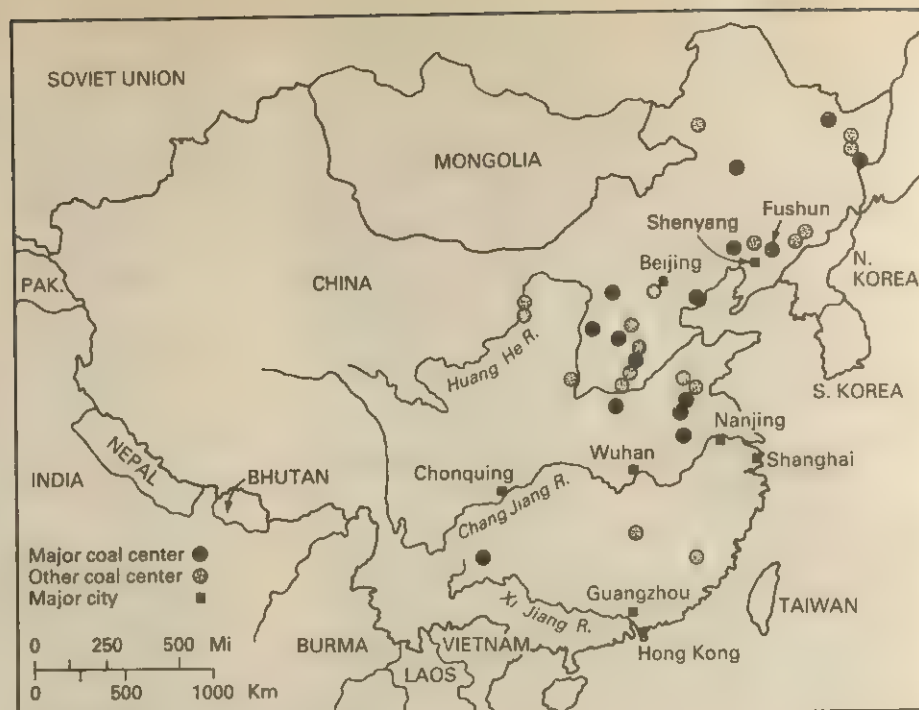 SOVIET UNION
MONGOLIA
Fushun
Shenyang
Beijing
N.
KOREA
PAK.
CHINA
Huang He R.
S. KOREA
Nanjing
Wuhan
Shanghai
NEPAL
INDIA
BHUTAN
Chonquing
Chang Jiang R.
Major coal center
Other coal center
Major city
Guangzhou
Xi Jiang R.
TAIWAN
BURMA
VIETNAM
Hong Kong
LAOS
0 250 500 Mi
0 500 1000 Km